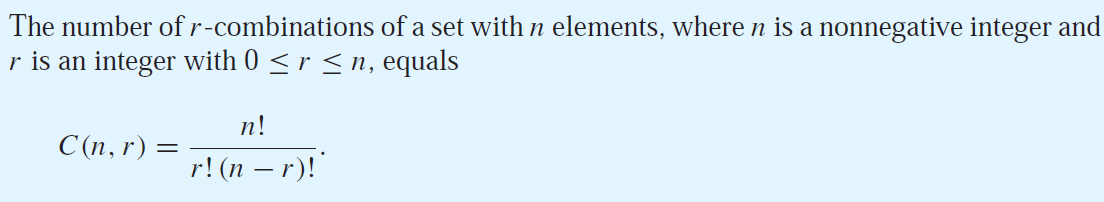 The number of r-combinations of a set with n elements, where n is a nonnegative integer and
r is an integer with 0 ≤ r ≤ n, equals
C(n, r) = n! / r! (n − r)! .